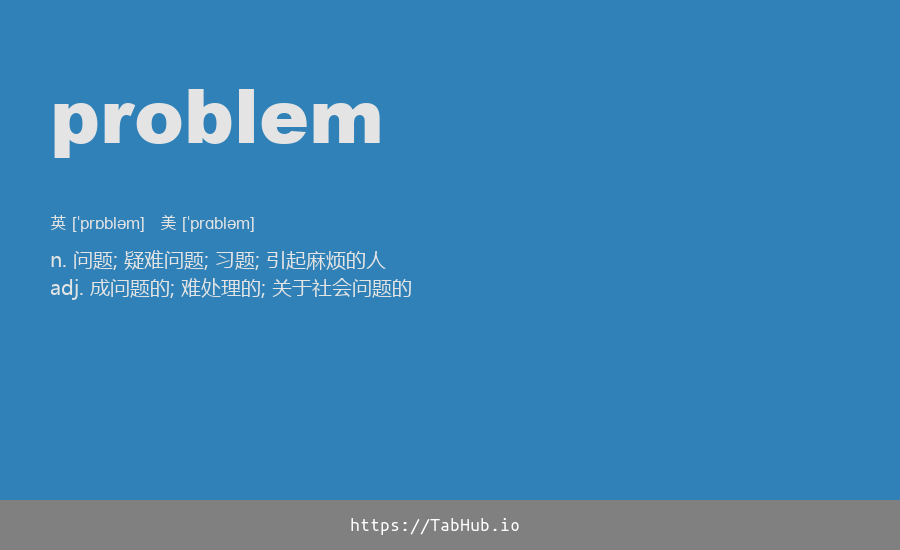 problem
英 [ˈprɒbləm] 美 [ˈprɑbləm]
n. 问题; 疑难问题; 习题; 引起麻烦的人
adj. 成问题的; 难处理的; 关于社会问题的
https://TabHub.io